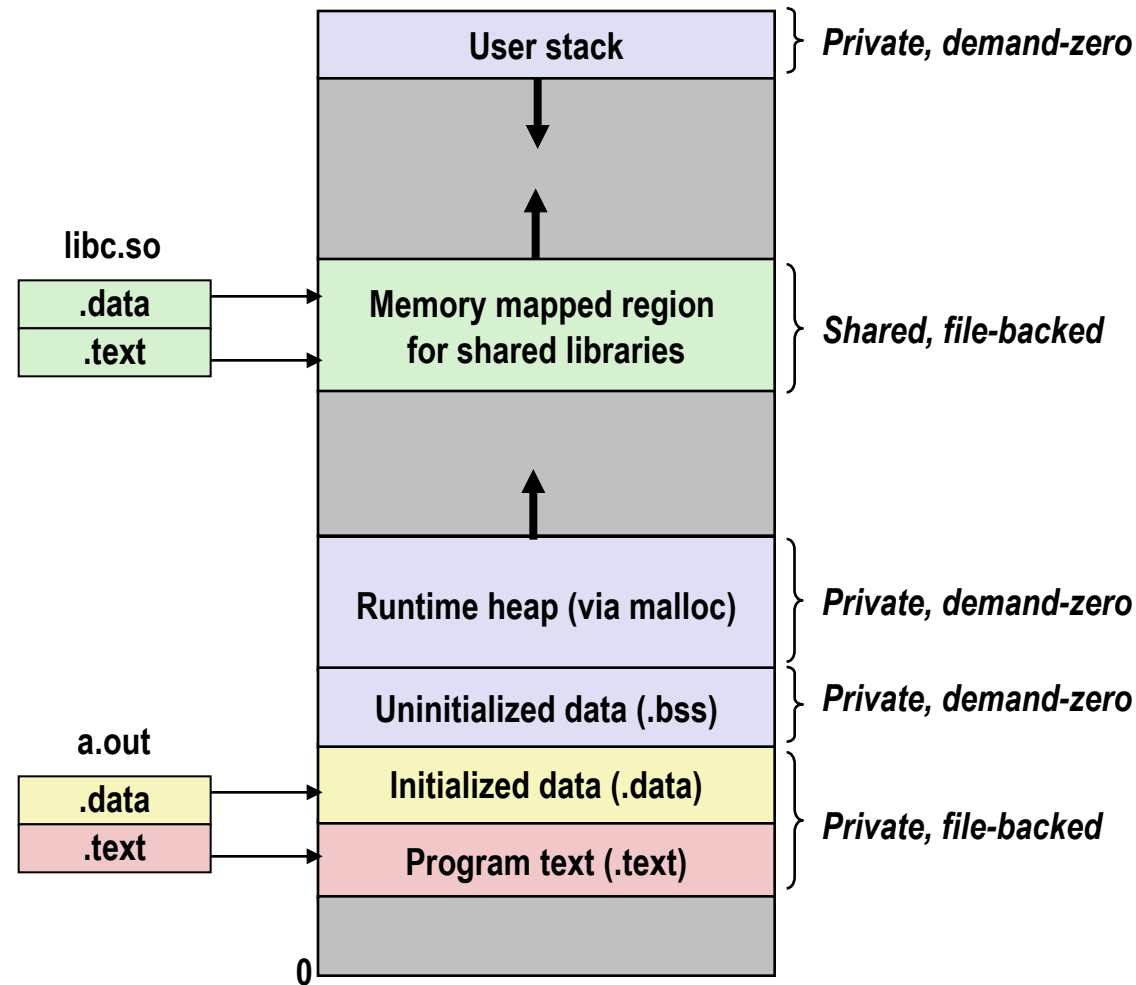 User stack
Private, demand-zero
libc.so
.data
.text
Memory mapped region
for shared libraries
Shared, file-backed
Runtime heap (via malloc)
Private, demand-zero
Uninitialized data (.bss)
Private, demand-zero
a.out
.data
.text
Initialized data (.data)
Program text (.text)
Private, file-backed
0